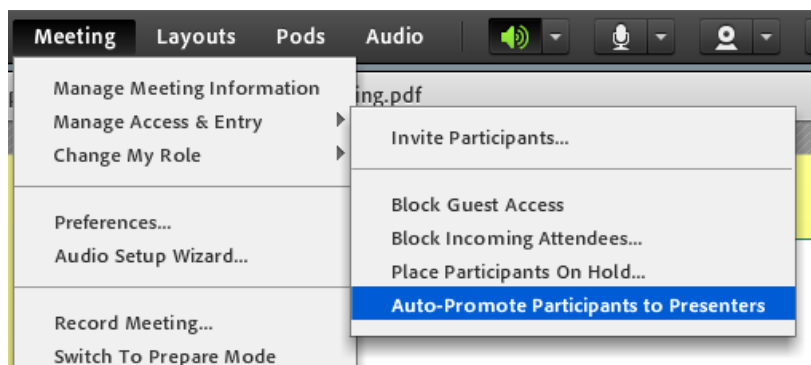 Meeting Layouts Pods Audio
Manage Meeting Information
ing.pdf
Manage Access & Entry
Change My Role
Preferences...
Audio Setup Wizard...
Record Meeting...
Switch To Prepare Mode
Invite Participants...
Block Guest Access
Block Incoming Attendees...
Place Participants On Hold...
Auto-Promote Participants to Presenters